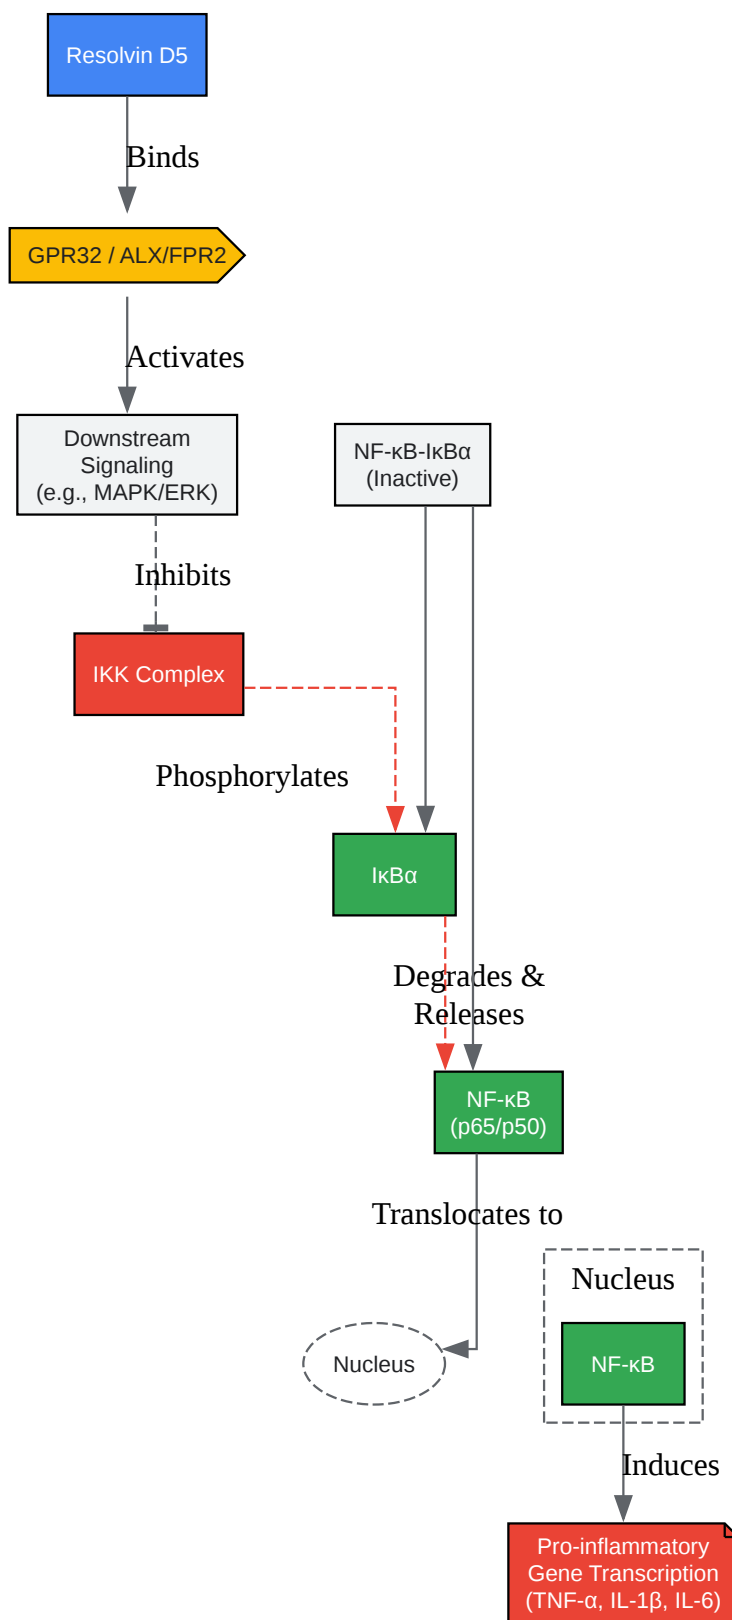 Resolvin D5
Binds
GPR32 / ALX/FPR2
Activates
Downstream
Signaling
(e.g., MAPK/ERK)
NF-κB-IκBα
(Inactive)
Inhibits
IKK Complex
Phosphorylates
IκBα
Degrades &
Releases
NF-κB
(p65/p50)
Translocates to
Nucleus
Nucleus
NF-κB
Induces
Pro-inflammatory
Gene Transcription
(TNF-α, IL-1β, IL-6)